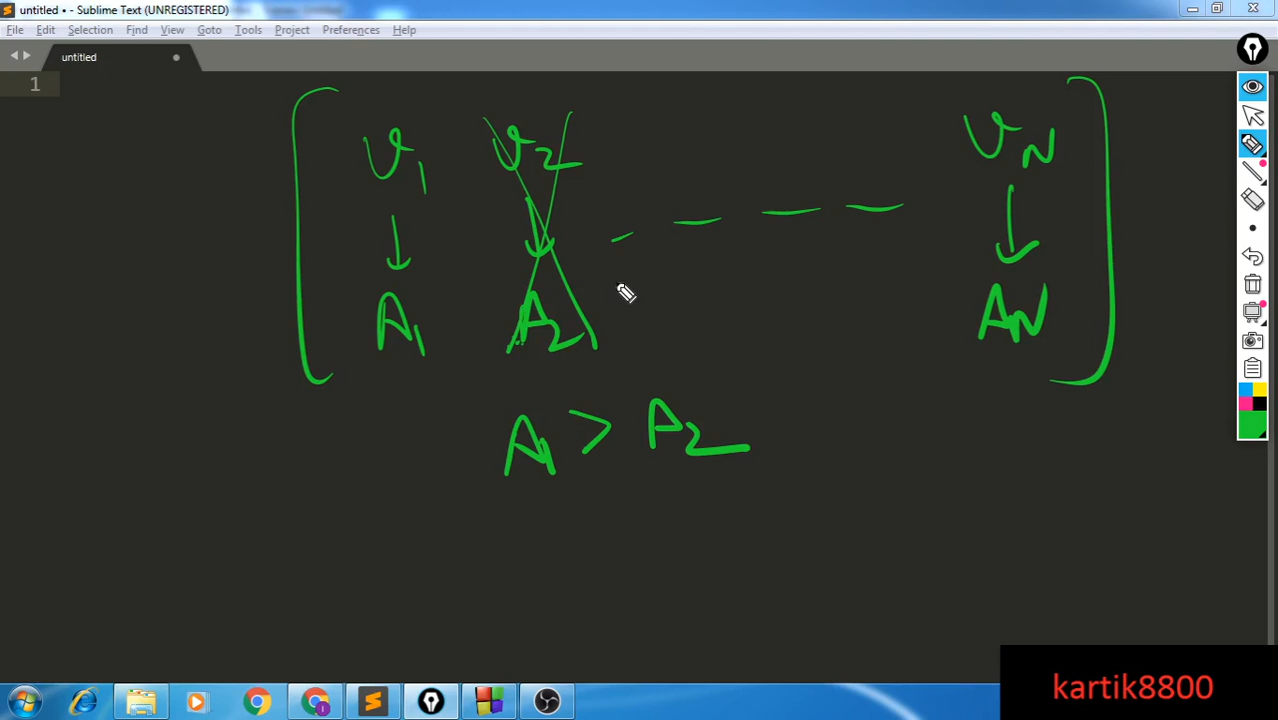 untitled • - Sublime Text (UNREGISTERED)
File Edit Selection Find View Goto Tools Project Preferences Help
untitled
1
v1 v2 vN
A1 A2 AN
A1 > A2
kartik8800